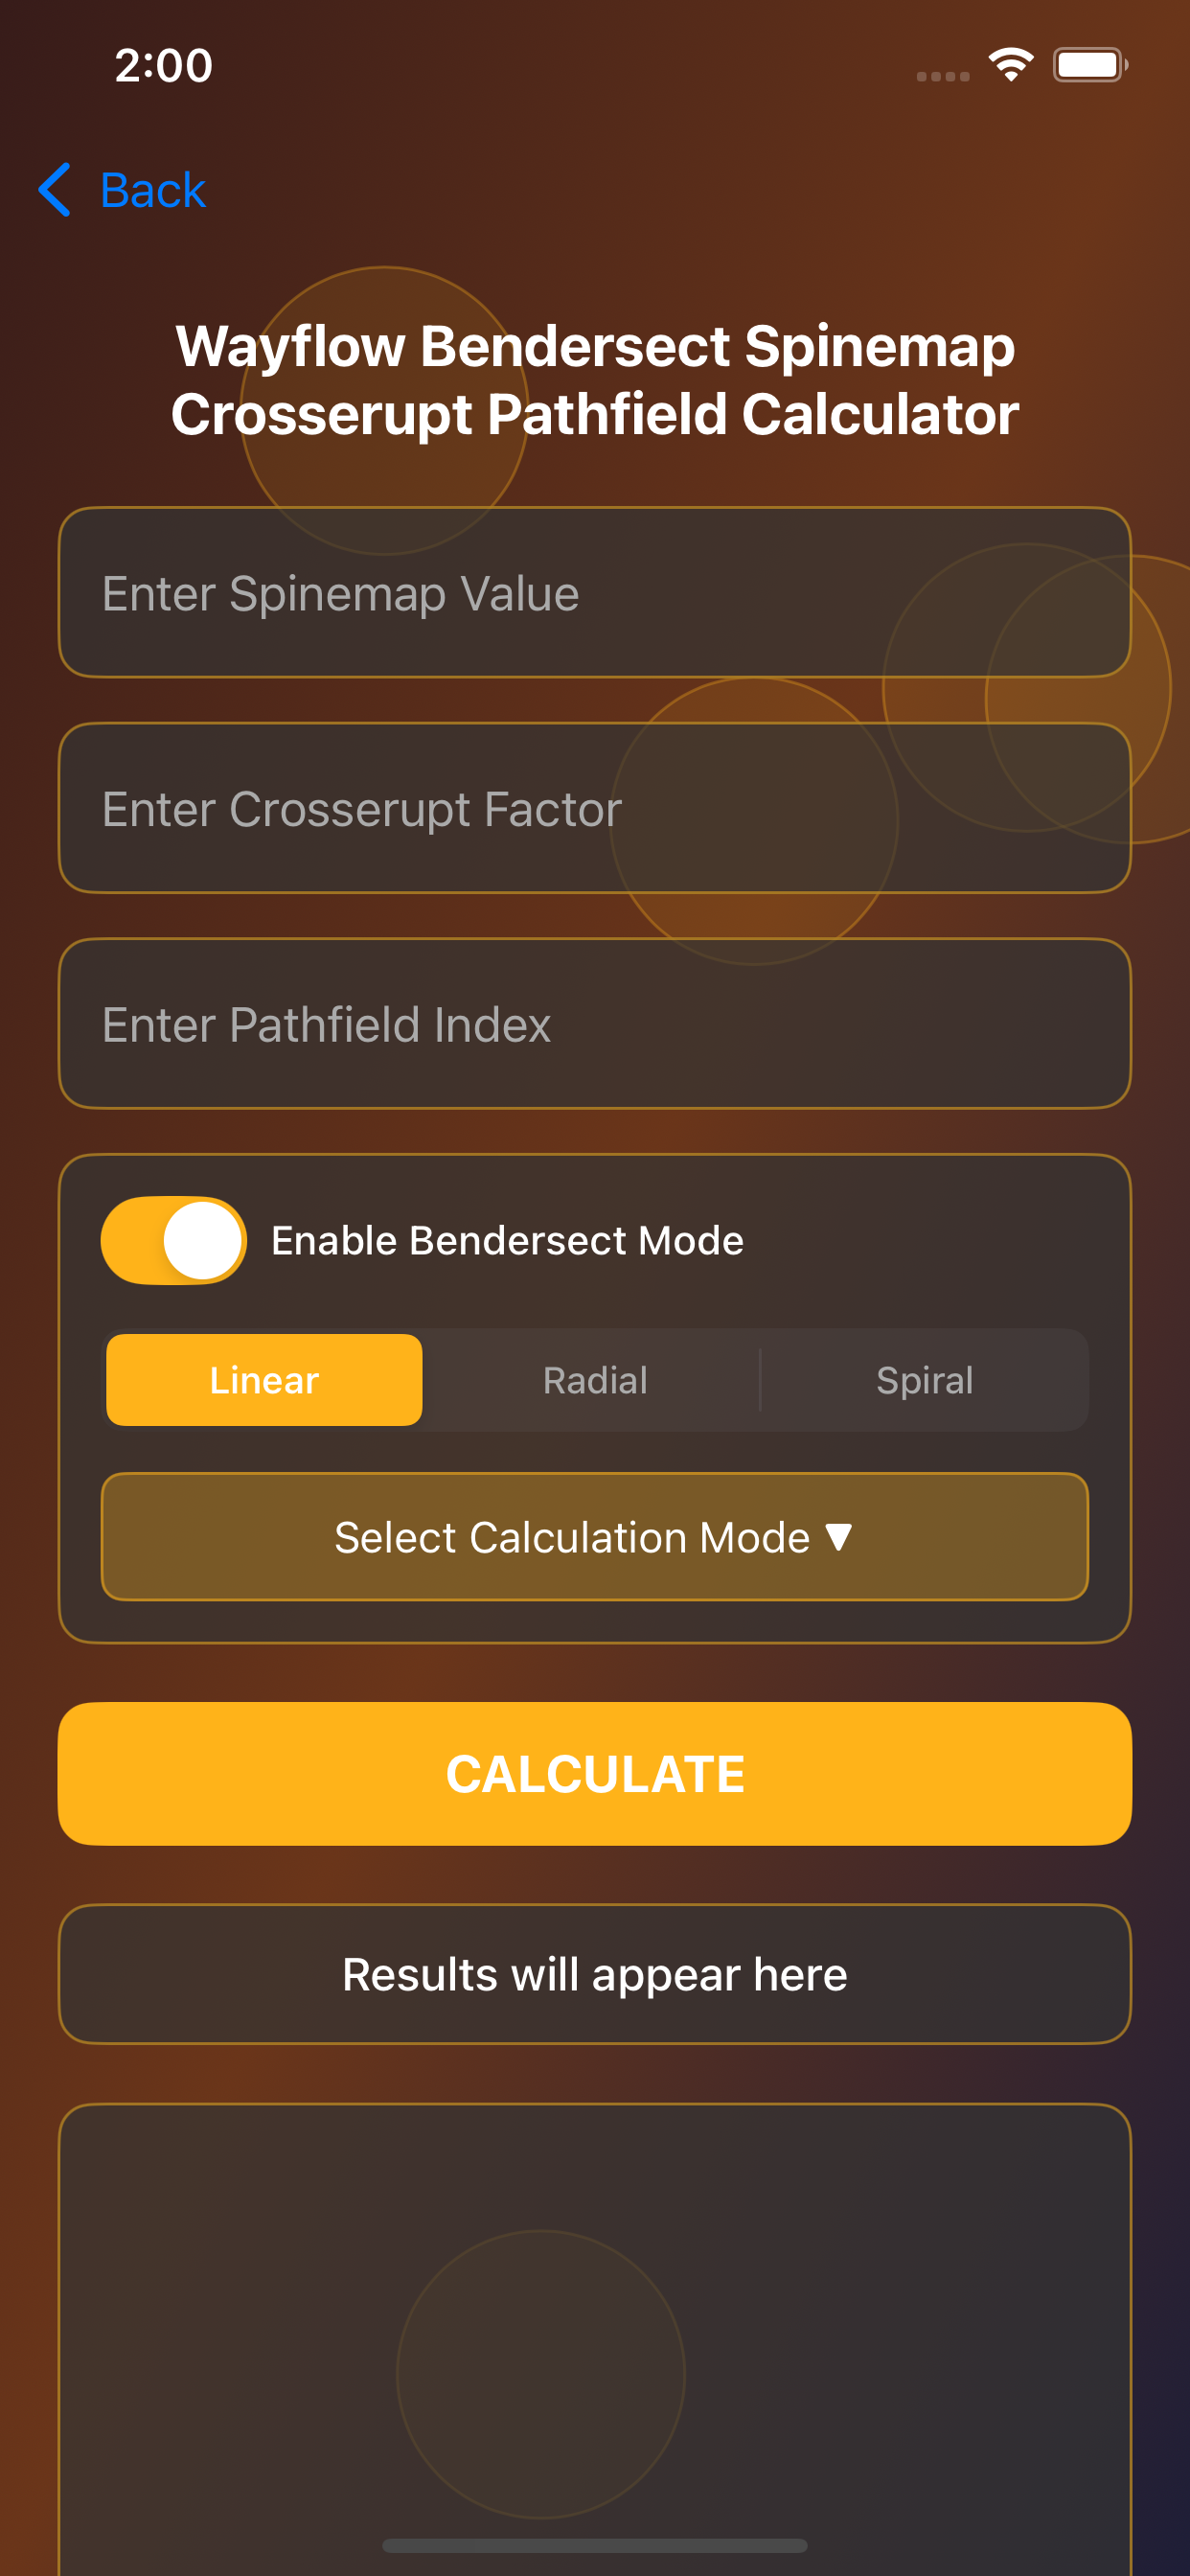 2:00
Back
Wayflow Bendersect Spinemap
Crosserupt Pathfield Calculator
Enter Spinemap Value
Enter Crosserupt Factor
Enter Pathfield Index
Enable Bendersect Mode
Linear Radial Spiral
Select Calculation Mode ▼
CALCULATE
Results will appear here